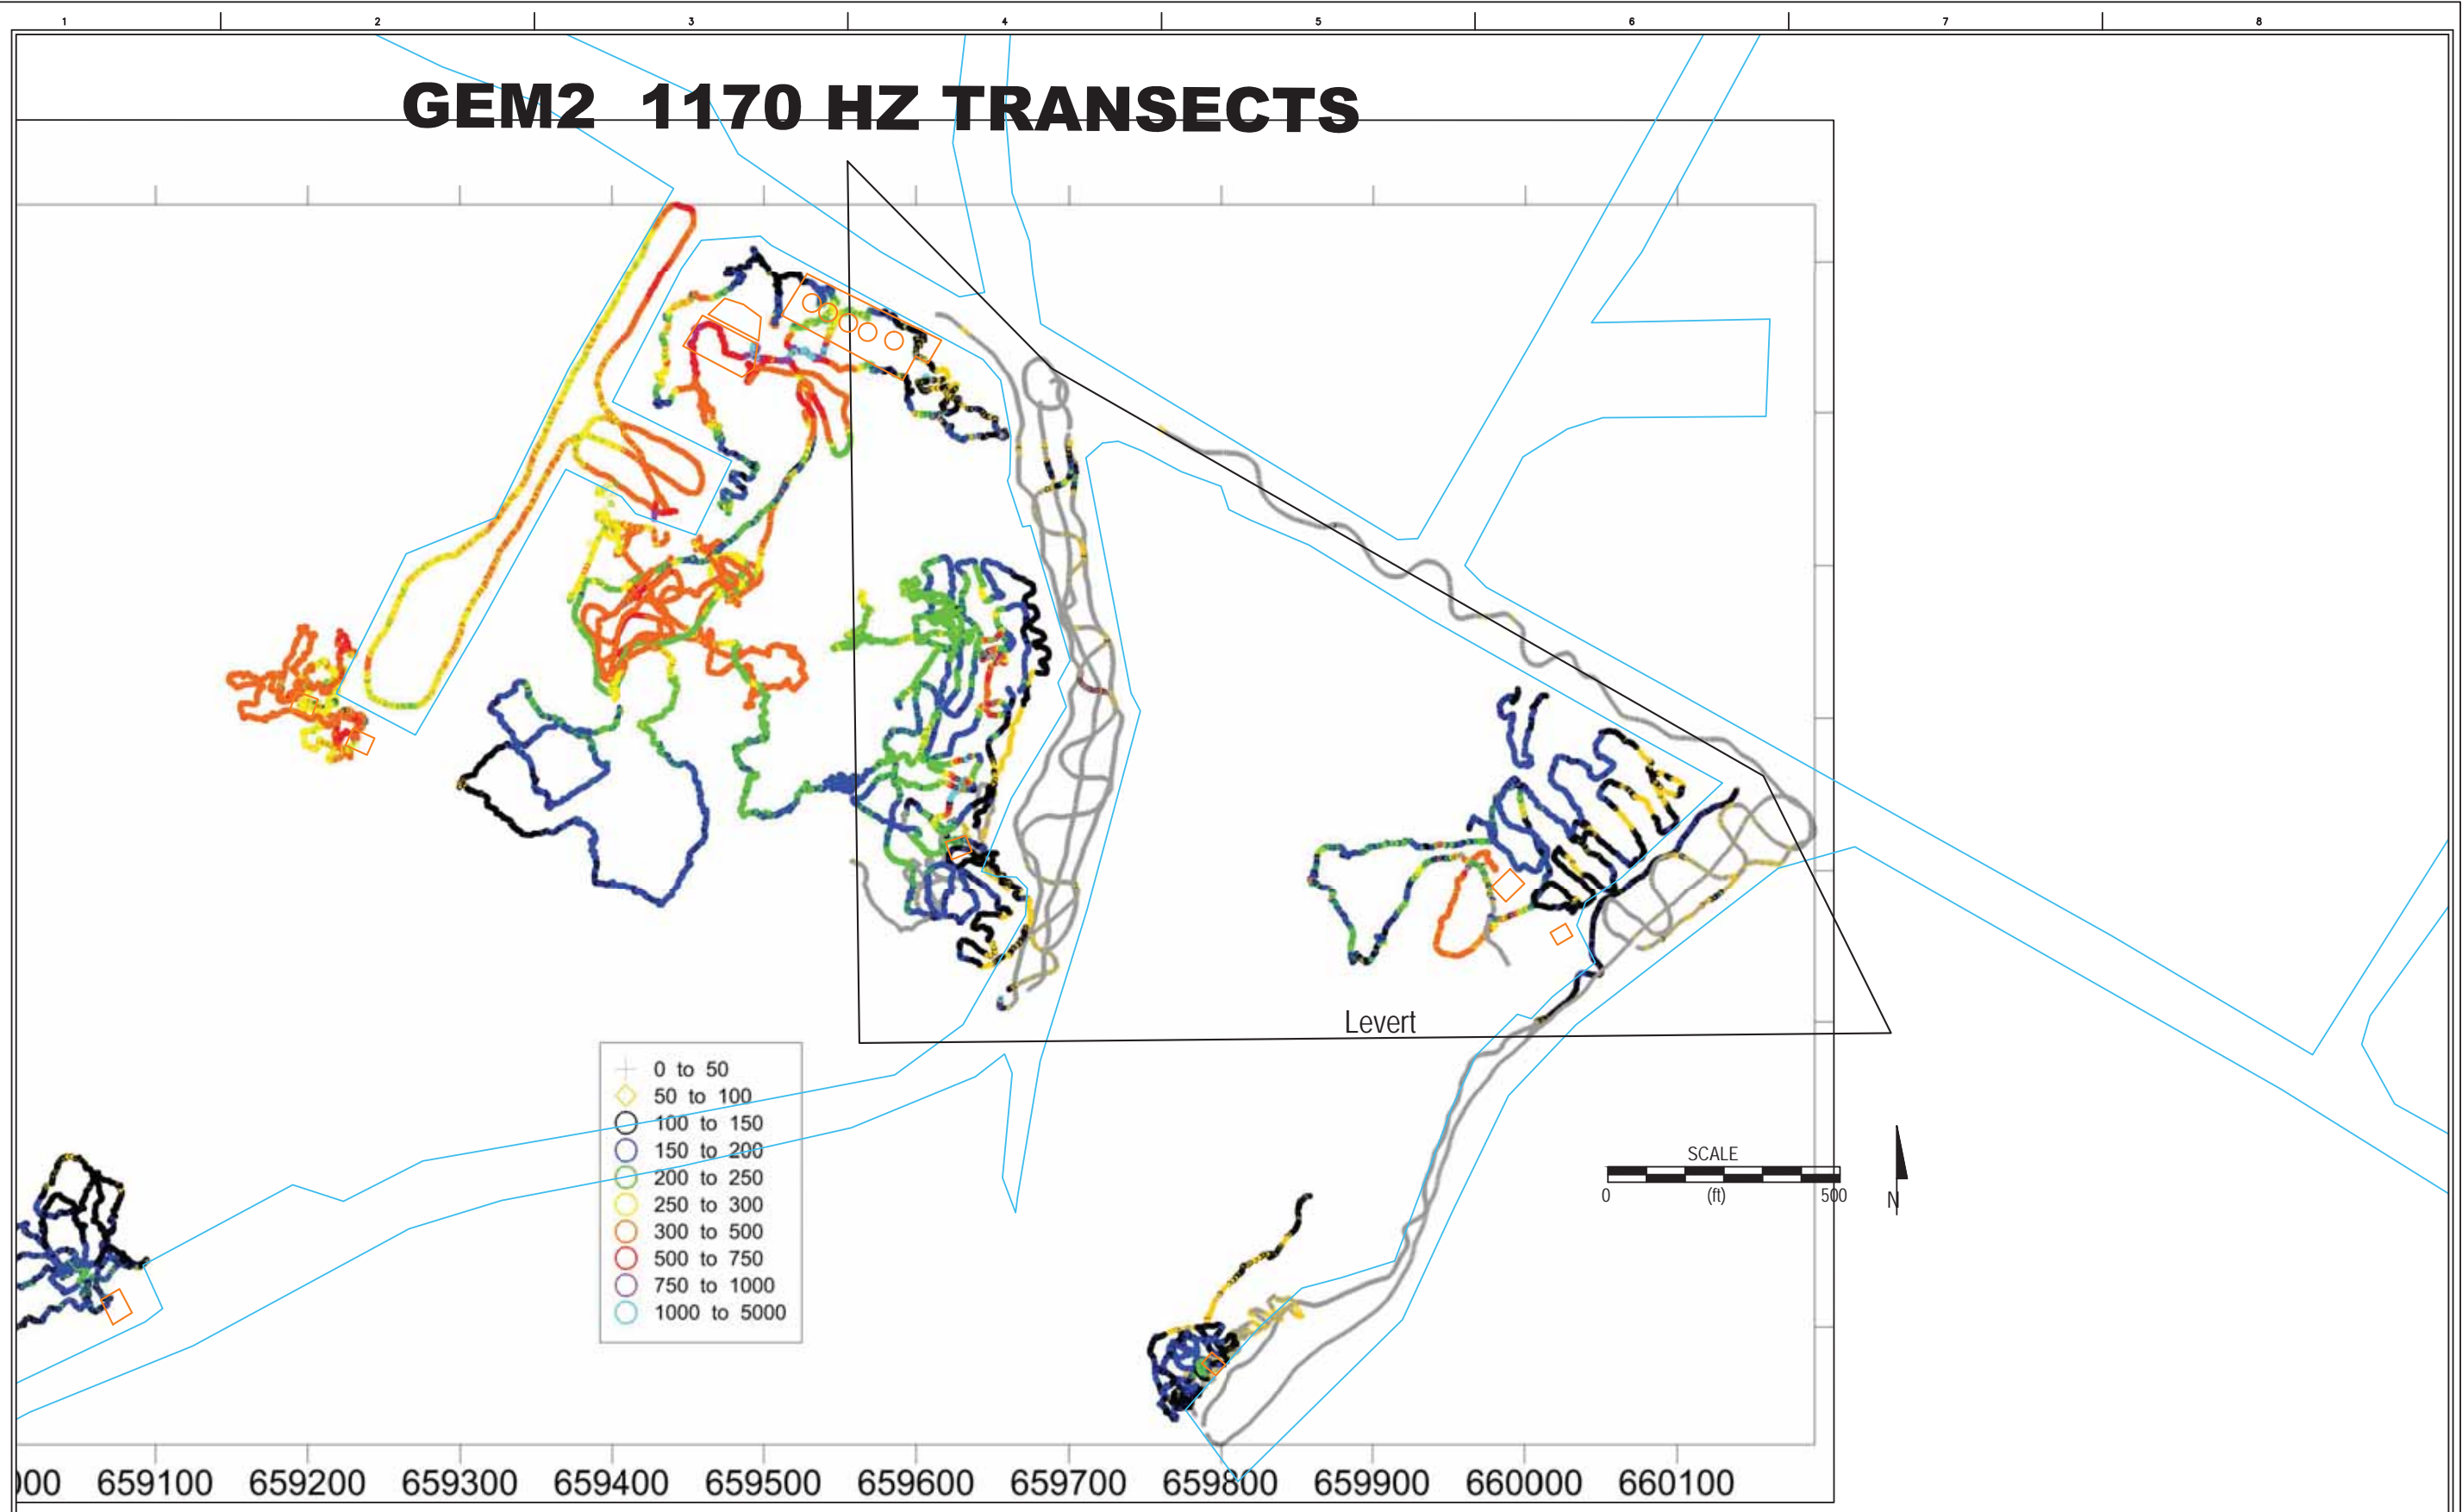 1 2 3 4 5 6 7 8
GEM2 1170 HZ TRANSECTS
Levert
0 to 50
50 to 100
100 to 150
150 to 200
200 to 250
250 to 300
300 to 500
500 to 750
750 to 1000
1000 to 5000
SCALE
0 (ft) 500
N
00 659100 659200 659300 659400 659500 659600 659700 659800 659900 660000 660100